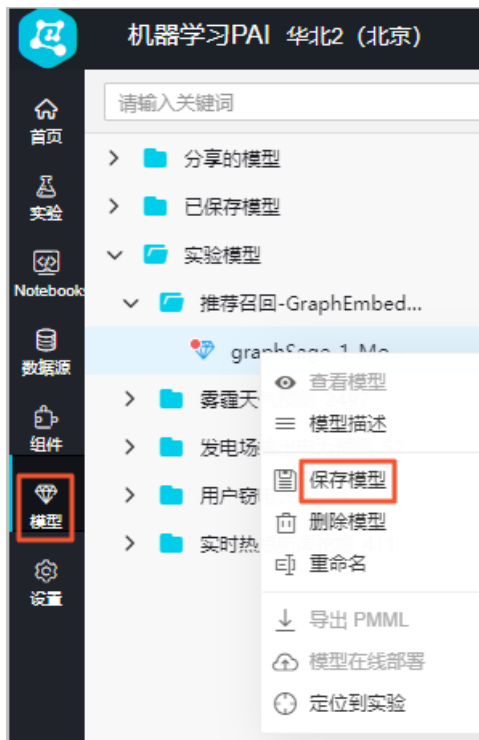 机器学习PAI 华北2（北京）
请输入关键词
首页
实验
Notebook
数据源
组件
模型
设置
分享的模型
已保存模型
实验模型
推荐召回-GraphEmbed...
graphSage_1_Mo
雾霾天
发电场
用户窃
实时热
查看模型
模型描述
保存模型
删除模型
重命名
导出 PMML
模型在线部署
定位到实验